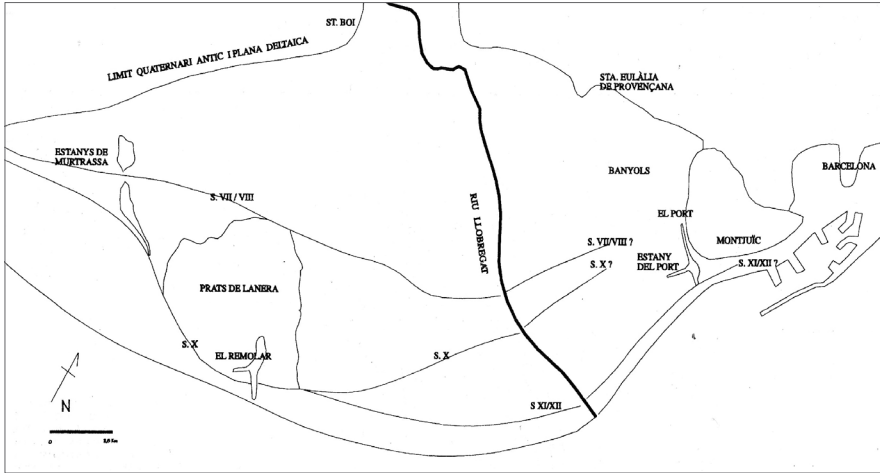 ST. BOI
LIMIT QUATERNARI ANTIC I PLANA DELTAICA
STA. EULÀLIA
DE PROVENÇANA
ESTANYS DE
MURTRASSA
BANYOLS
BARCELONA
S. VII / VIII
RIU LLOBREGAT
EL PORT
MONTJUÏC
S. VII/VIII ?
ESTANY
DEL PORT
S. X ?
S. XI/XII ?
PRATS DE LANERA
S. X
EL REMOLAR
S. X
S XI/XII
N
0